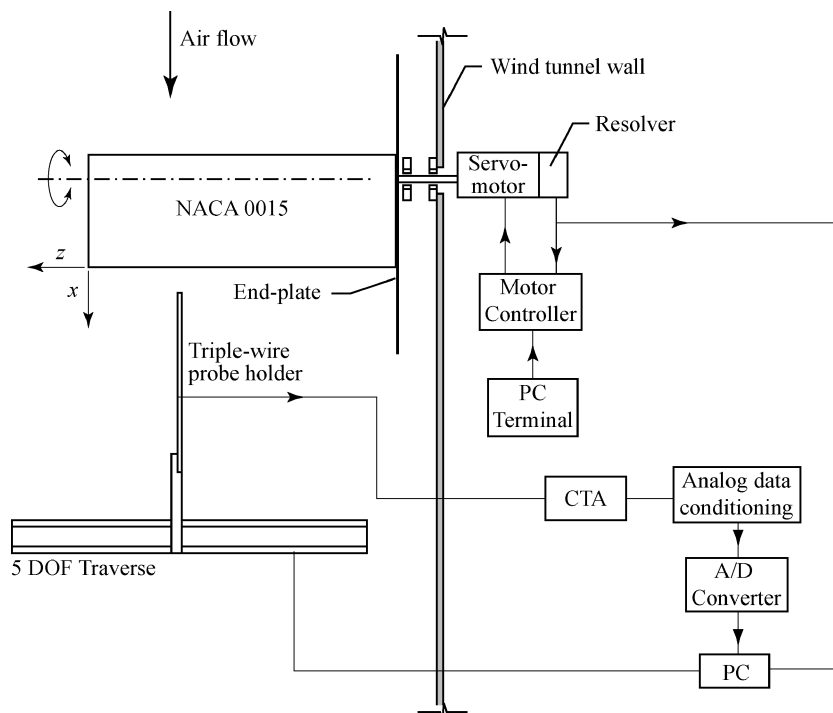 Air flow
Wind tunnel wall
Resolver
Servo-
motor
NACA 0015
z
x
End-plate
Motor
Controller
Triple-wire
probe holder
PC
Terminal
CTA
Analog data
conditioning
5 DOF Traverse
A/D
Converter
PC